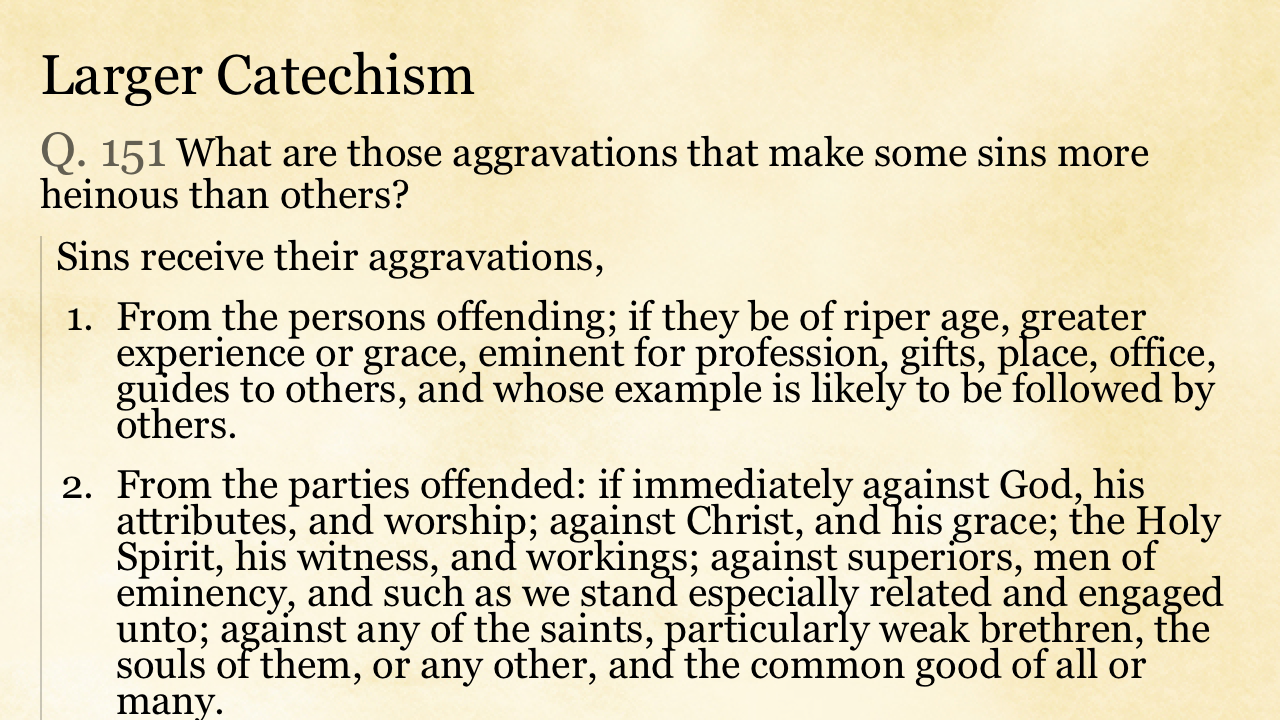 Larger Catechism
Q. 151 What are those aggravations that make some sins more
heinous than others?
Sins receive their aggravations,
1. From the persons offending; if they be of riper age, greater
experience or grace, eminent for profession, gifts, place, office,
guides to others, and whose example is likely to be followed by
others.
2. From the parties offended: if immediately against God, his
attributes, and worship; against Christ, and his grace; the Holy
Spirit, his witness, and workings; against superiors, men of
eminency, and such as we stand especially related and engaged
unto; against any of the saints, particularly weak brethren, the
souls of them, or any other, and the common good of all or
many.